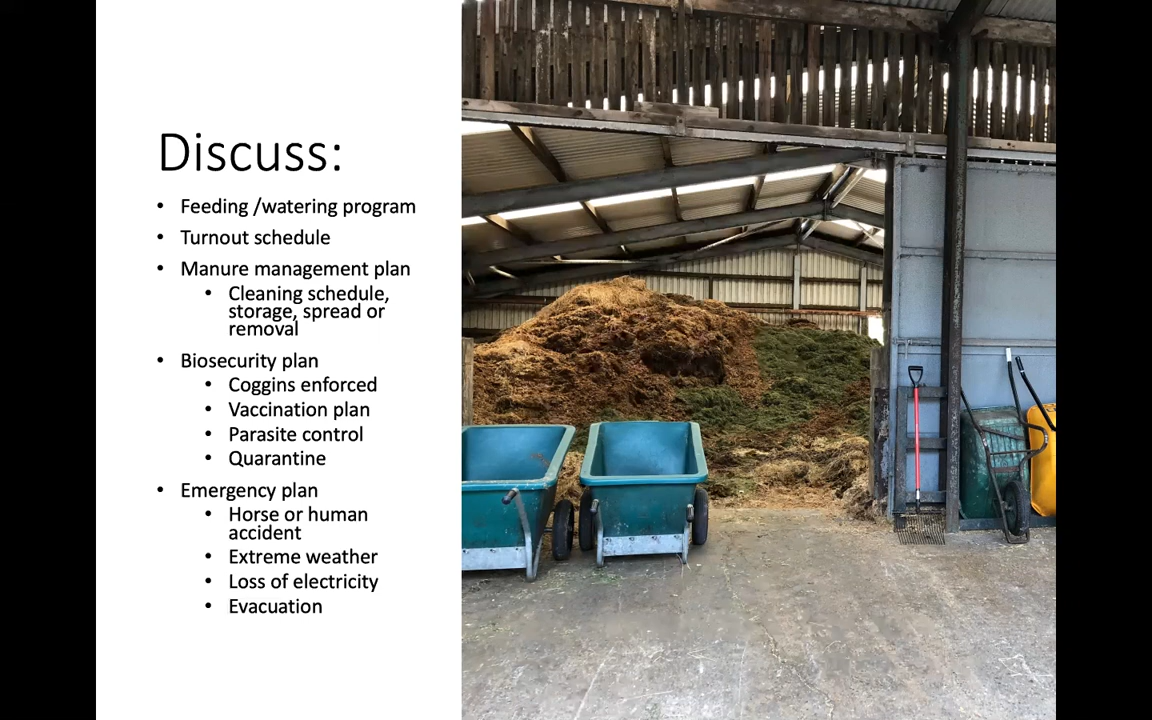 Discuss:
• Feeding /watering program
• Turnout schedule
• Manure management plan
• Cleaning schedule,
storage, spread or
removal
• Biosecurity plan
• Coggins enforced
• Vaccination plan
• Parasite control
• Quarantine
• Emergency plan
• Horse or human
accident
• Extreme weather
• Loss of electricity
• Evacuation